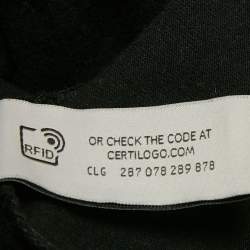 RFID
OR CHECK THE CODE AT
CERTILOGO.COM
CLG 287 078 289 878